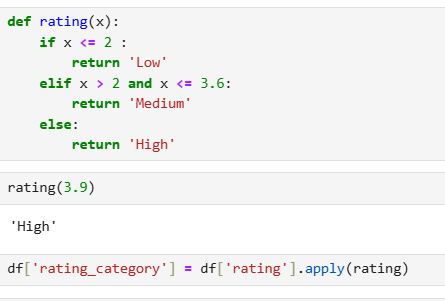 def rating(x):
    if x <= 2 :
        return 'Low'
    elif x > 2 and x <= 3.6:
        return 'Medium'
    else:
        return 'High'
rating(3.9)
'High'
df['rating_category'] = df['rating'].apply(rating)